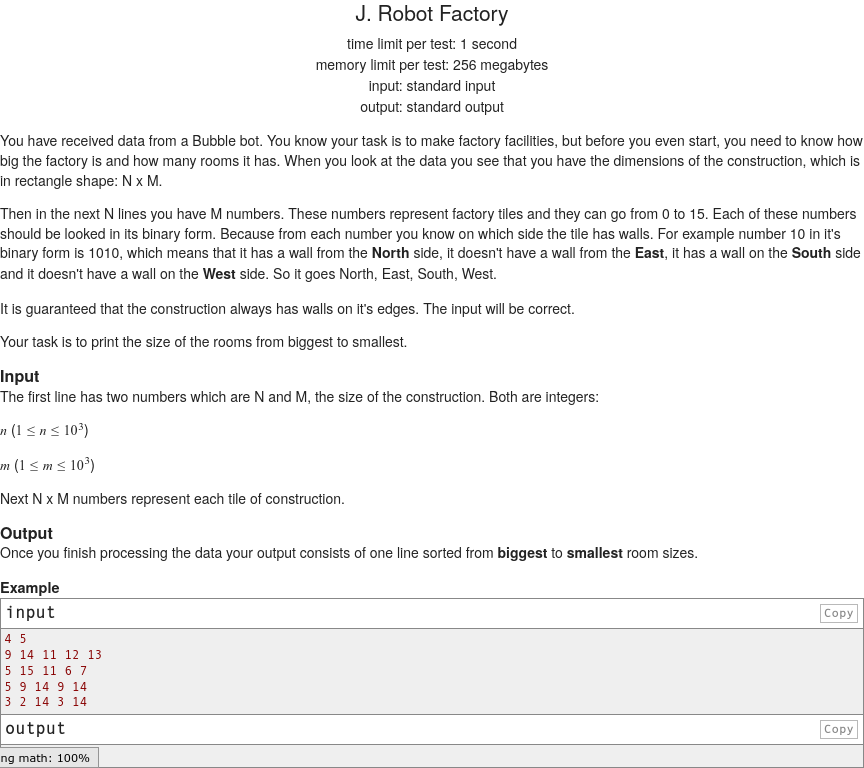 J. Robot Factory
time limit per test: 1 second
memory limit per test: 256 megabytes
input: standard input
output: standard output
You have received data from a Bubble bot. You know your task is to make factory facilities, but before you even start, you need to know how
big the factory is and how many rooms it has. When you look at the data you see that you have the dimensions of the construction, which is
in rectangle shape: N x M.
Then in the next N lines you have M numbers. These numbers represent factory tiles and they can go from 0 to 15. Each of these numbers
should be looked in its binary form. Because from each number you know on which side the tile has walls. For example number 10 in it's
binary form is 1010, which means that it has a wall from the North side, it doesn't have a wall from the East, it has a wall on the South side
and it doesn't have a wall on the West side. So it goes North, East, South, West.
It is guaranteed that the construction always has walls on it's edges. The input will be correct.
Your task is to print the size of the rooms from biggest to smallest.
Input
The first line has two numbers which are N and M, the size of the construction. Both are integers:
n (1 ≤ n ≤ 10³)
m (1 ≤ m ≤ 10³)
Next N x M numbers represent each tile of construction.
Output
Once you finish processing the data your output consists of one line sorted from biggest to smallest room sizes.
Example
input Copy
4 5
9 14 11 12 13
5 15 11 6 7
5 9 14 9 14
3 2 14 3 14
output Copy
ng math: 100%